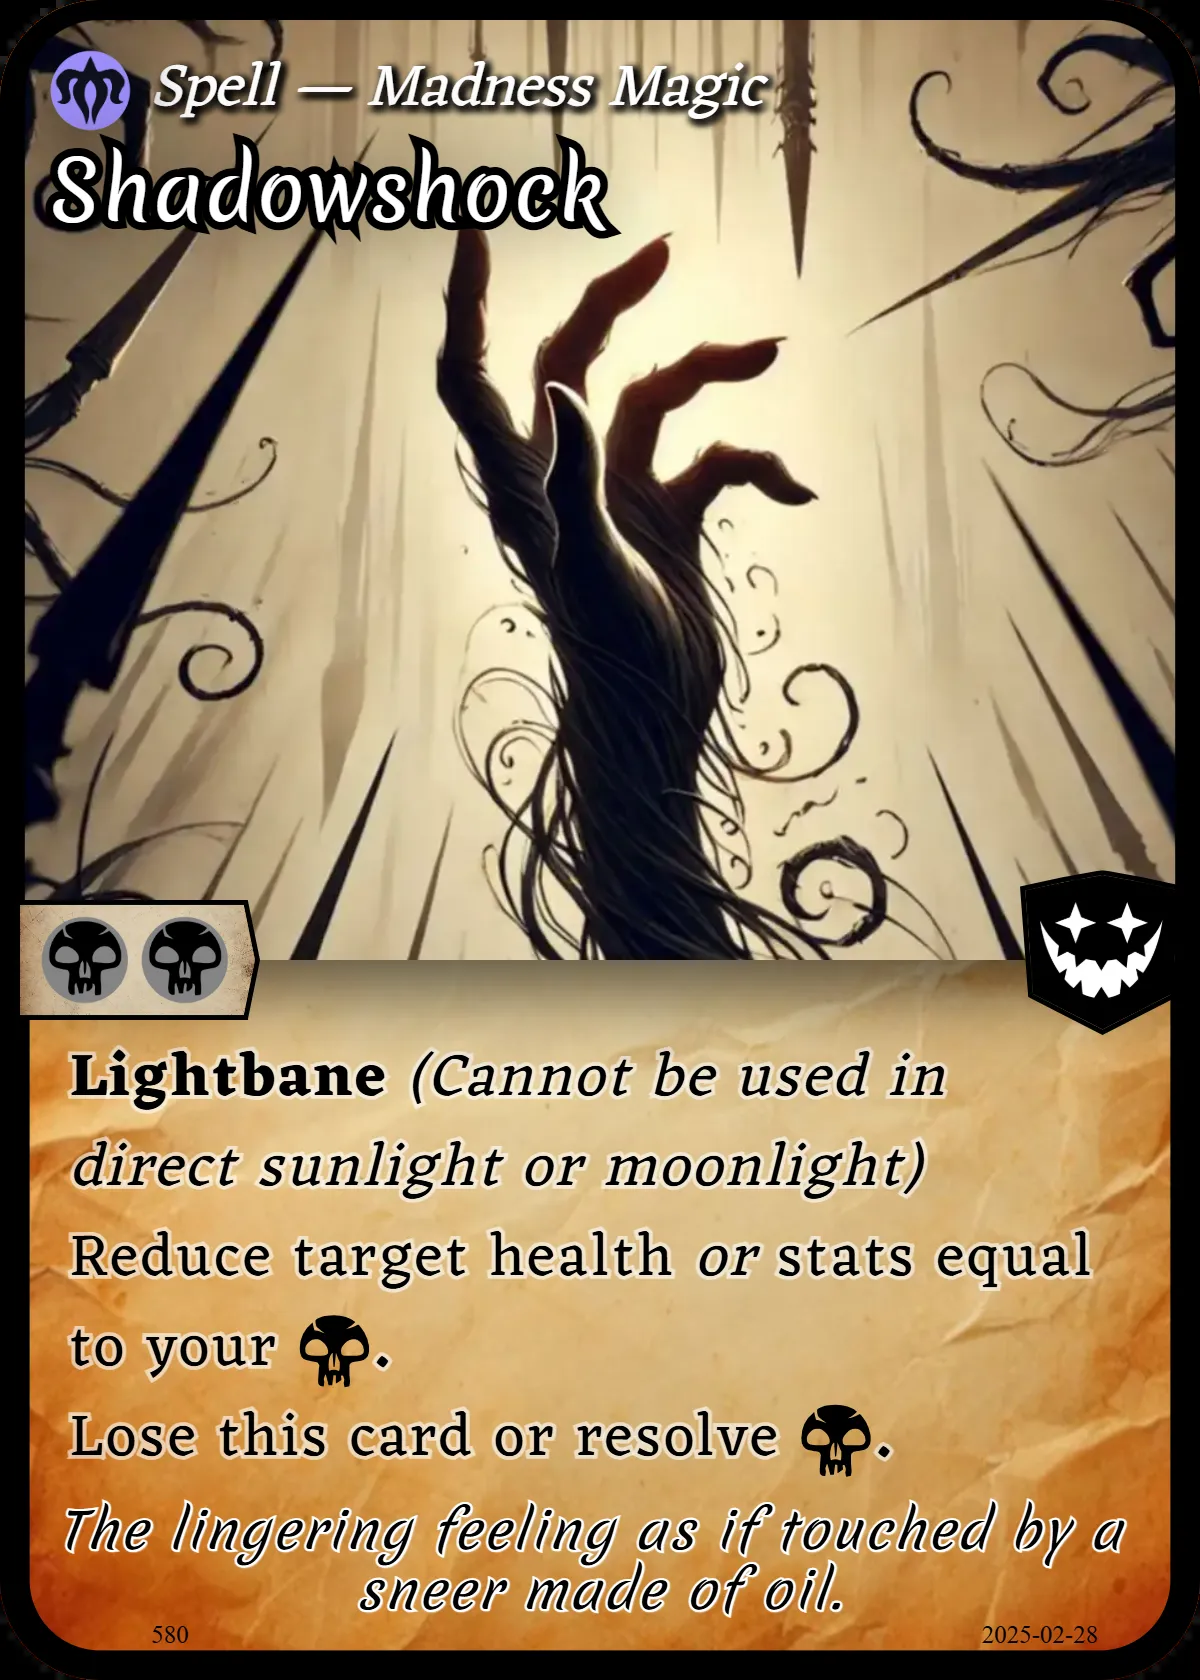 Spell — Madness Magic
Shadowshock
Lightbane (Cannot be used in
direct sunlight or moonlight)
Reduce target health or stats equal
to your .
Lose this card or resolve .
The lingering feeling as if touched by a
sneer made of oil.
580
2025-02-28